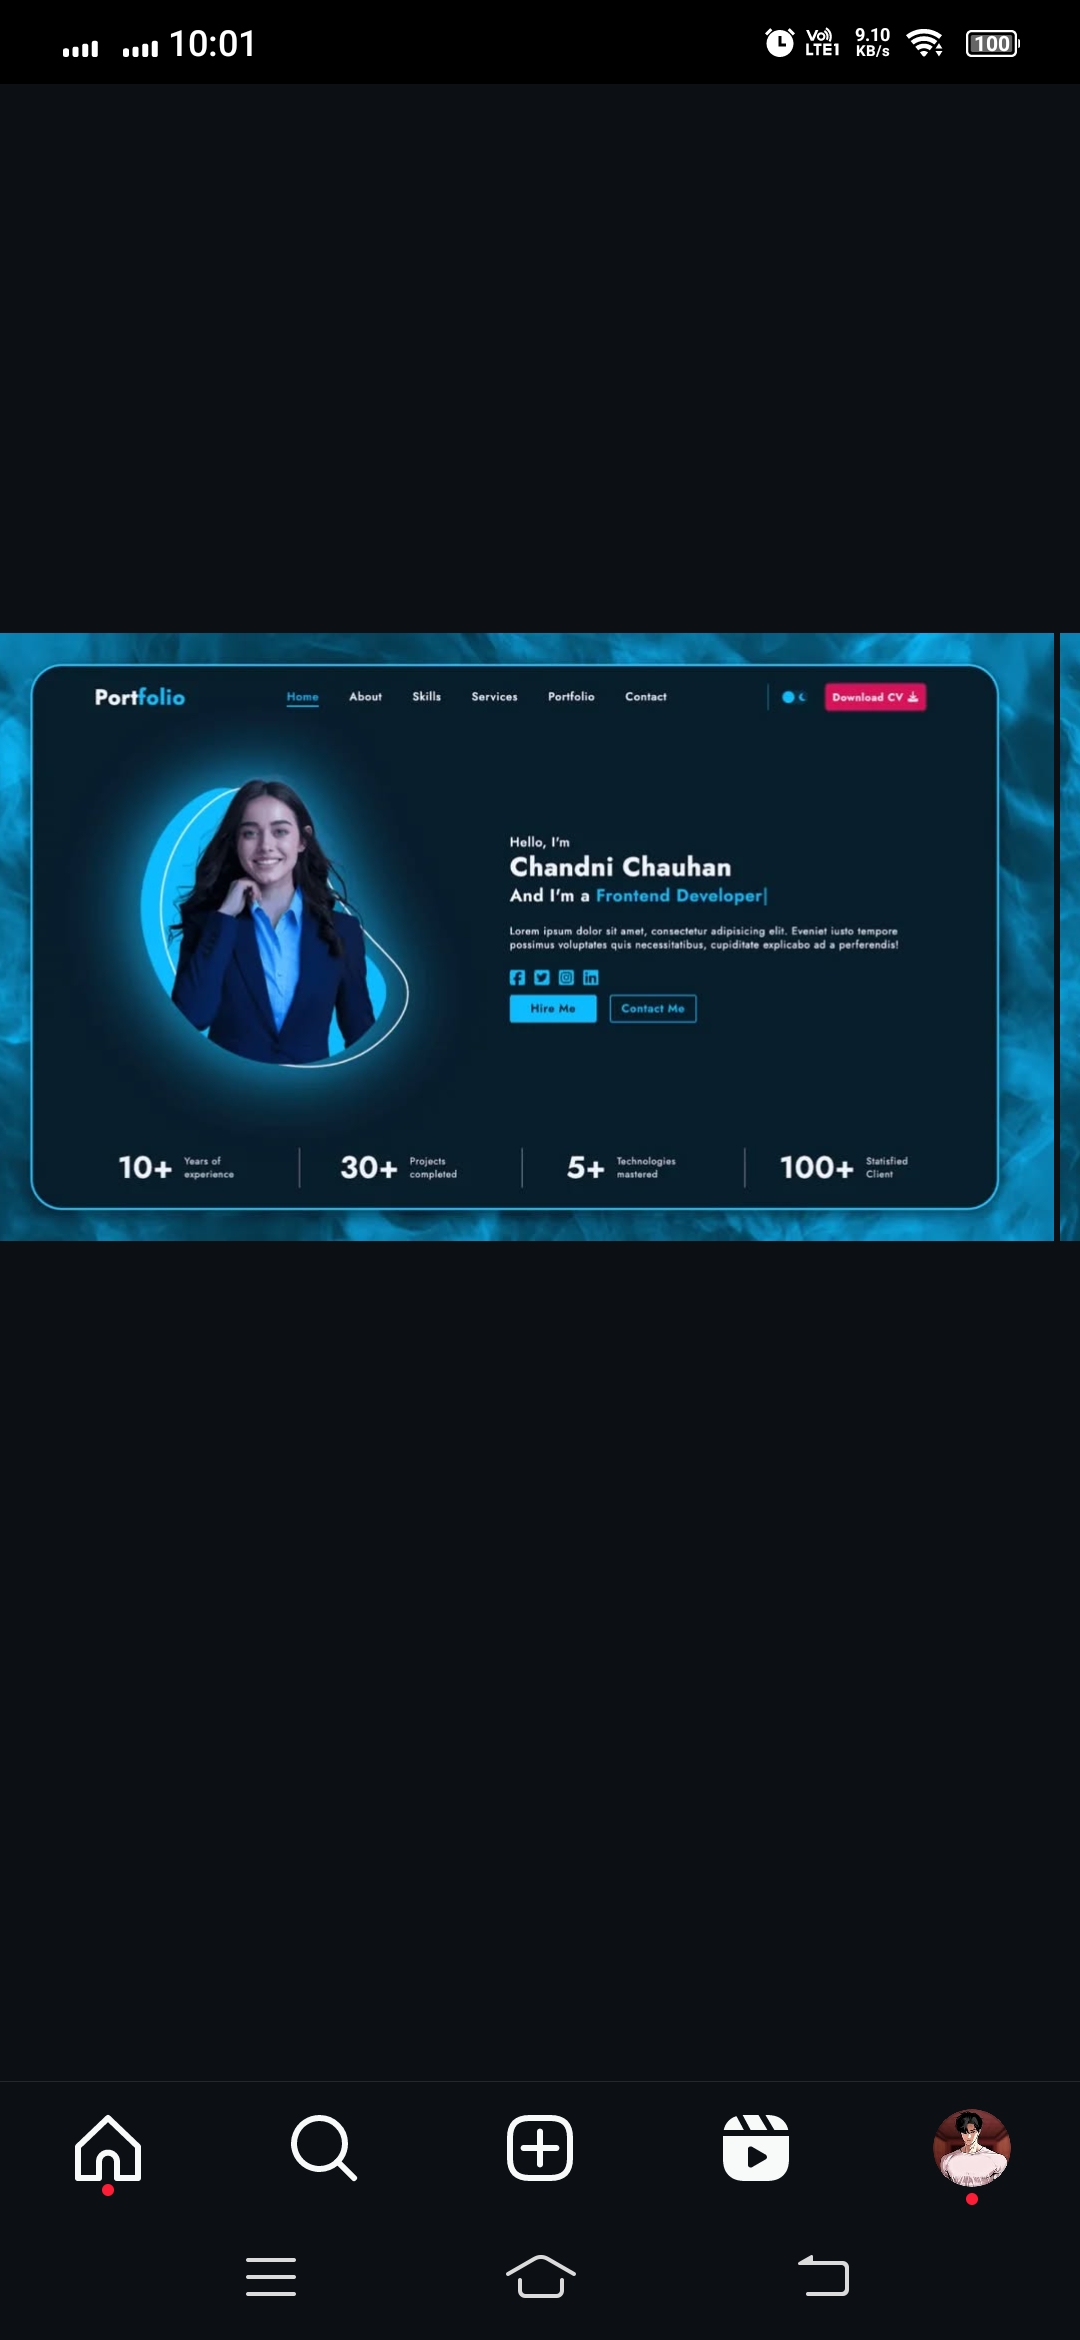 10:01
Vo)) LTE1
9.10 KB/s
100
Portfolio
Home About Skills Services Portfolio Contact
Download CV
Hello, I'm
Chandni Chauhan
And I'm a Frontend Developer|
Lorem ipsum dolor sit amet, consectetur adipisicing elit. Eveniet iusto tempore
possimus voluptates quis necessitatibus, cupiditate explicabo ad a perferendis!
Hire Me
Contact Me
10+ Years of
experience
30+ Projects
completed
5+ Technologies
mastered
100+ Statisfied
Client